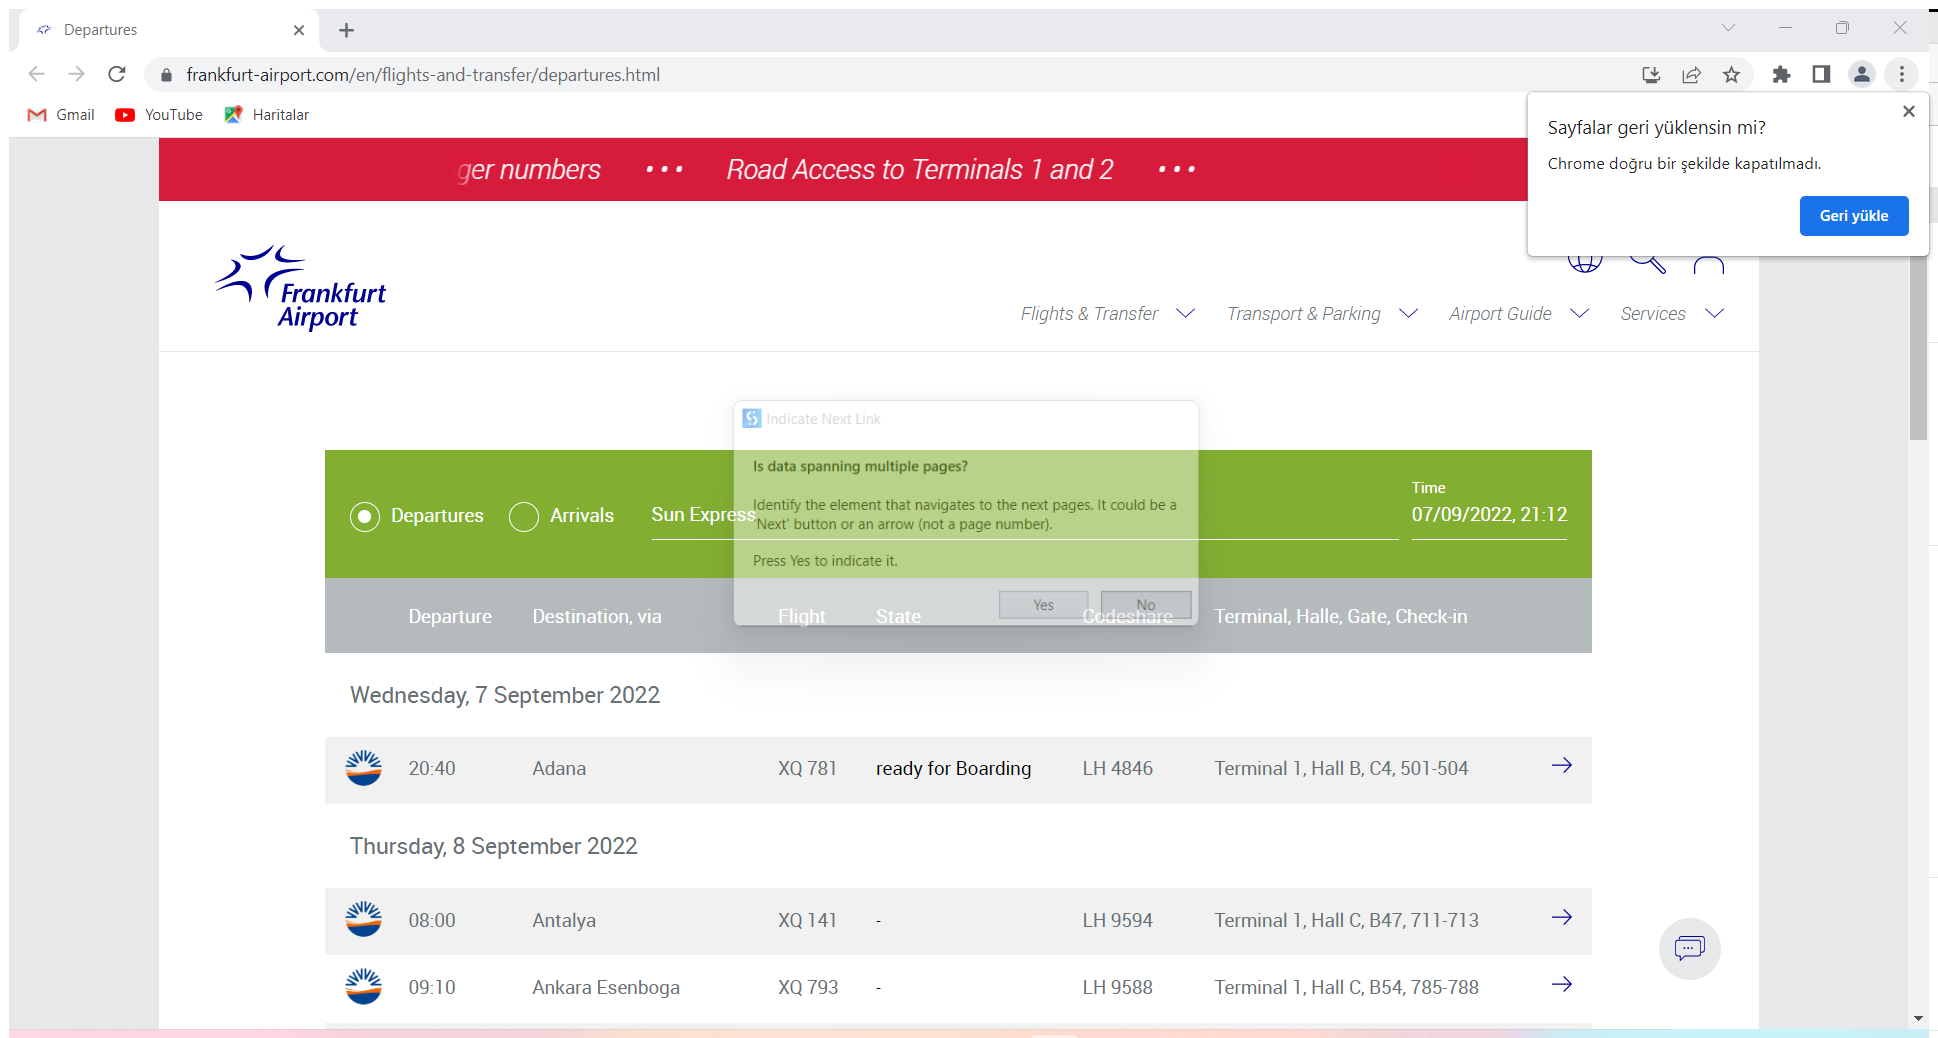 Departures
frankfurt-airport.com/en/flights-and-transfer/departures.html
Gmail YouTube Haritalar
Sayfalar geri yüklensin mi?
Chrome doğru bir şekilde kapatılmadı.
Geri yükle
ger numbers ••• Road Access to Terminals 1 and 2 •••
Frankfurt
Airport
Flights & Transfer Transport & Parking Airport Guide Services
Indicate Next Link
Is data spanning multiple pages?
Identify the element that navigates to the next pages. It could be a
'Next' button or an arrow (not a page number).
Press Yes to indicate it.
Yes No
Departures Arrivals Sun Express
Time
07/09/2022, 21:12
Departure Destination, via Flight State Codeshare Terminal, Halle, Gate, Check-in
Wednesday, 7 September 2022
20:40 Adana XQ 781 ready for Boarding LH 4846 Terminal 1, Hall B, C4, 501-504
Thursday, 8 September 2022
08:00 Antalya XQ 141 - LH 9594 Terminal 1, Hall C, B47, 711-713
09:10 Ankara Esenboga XQ 793 - LH 9588 Terminal 1, Hall C, B54, 785-788